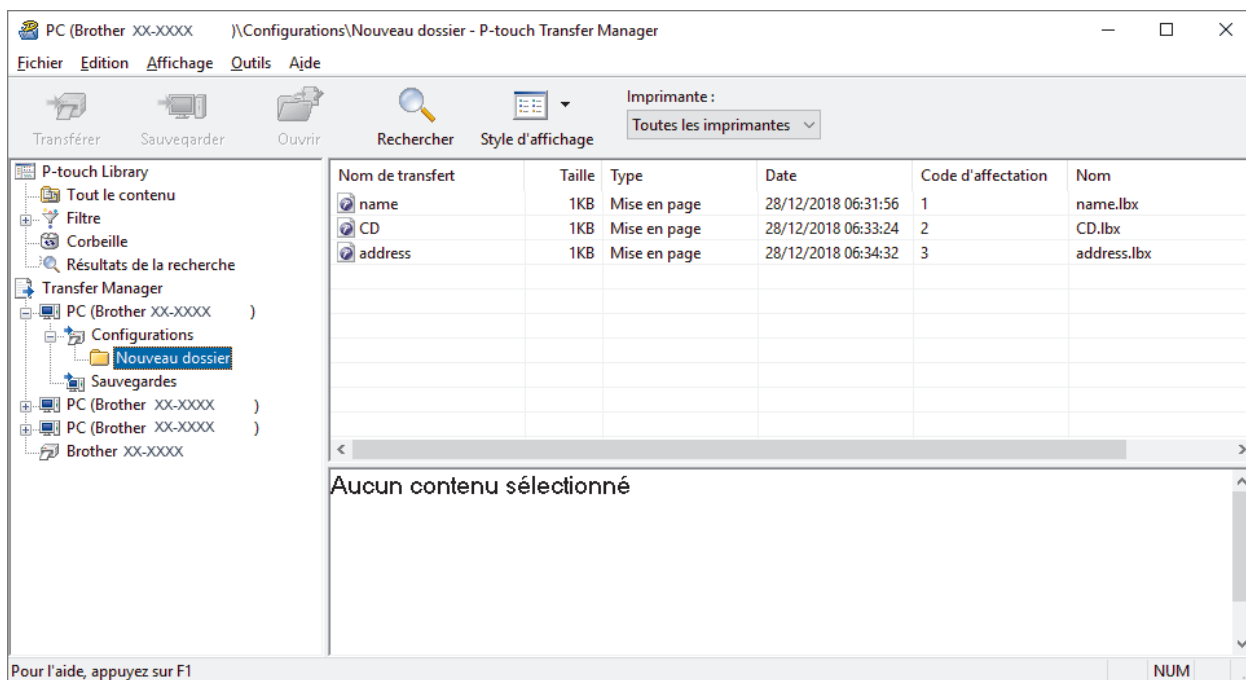 PC (Brother XX-XXXX )\Configurations\Nouveau dossier - P-touch Transfer Manager
Fichier Edition Affichage Outils Aide
Transférer Sauvegarder Ouvrir Rechercher Style d'affichage
Imprimante :
Toutes les imprimantes
P-touch Library
Tout le contenu
Filtre
Corbeille
Résultats de la recherche
Transfer Manager
PC (Brother XX-XXXX )
Configurations
Nouveau dossier
Sauvegardes
PC (Brother XX-XXXX )
PC (Brother XX-XXXX )
Brother XX-XXXX
Nom de transfert Taille Type Date Code d'affectation Nom
name 1KB Mise en page 28/12/2018 06:31:56 1 name.lbx
CD 1KB Mise en page 28/12/2018 06:33:24 2 CD.lbx
address 1KB Mise en page 28/12/2018 06:34:32 3 address.lbx
Aucun contenu sélectionné
Pour l'aide, appuyez sur F1
NUM